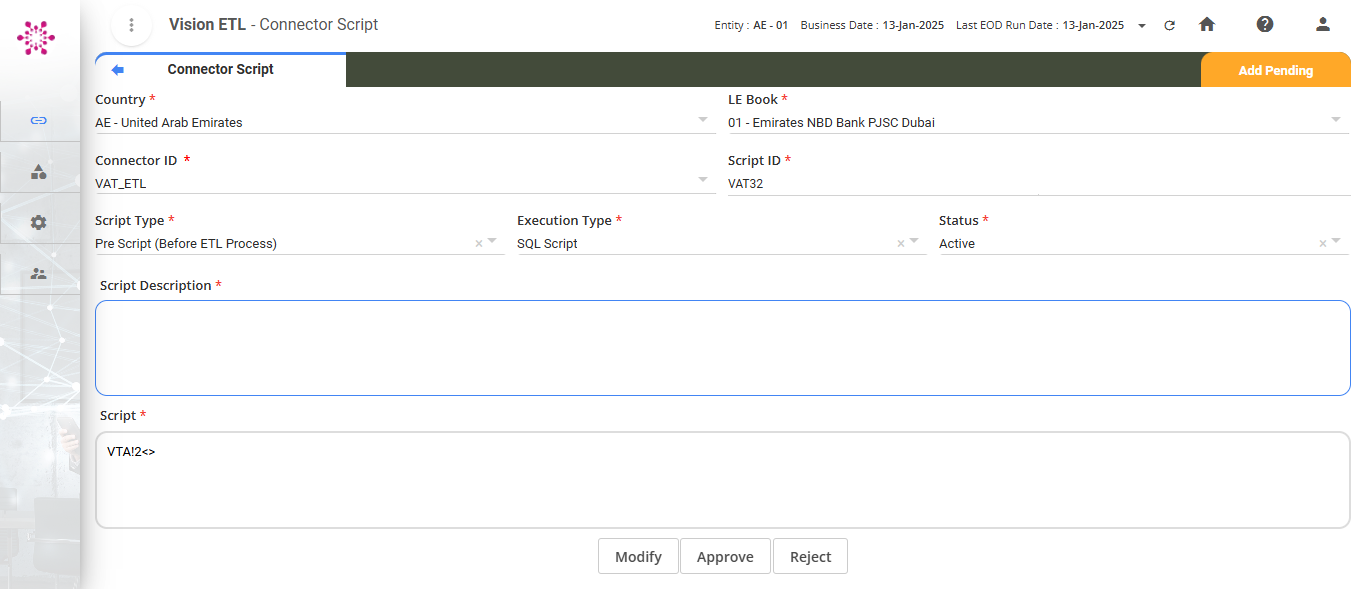 Vision ETL - Connector Script
Entity : AE - 01 Business Date : 13-Jan-2025 Last EOD Run Date : 13-Jan-2025
Connector Script
Add Pending
Country *
LE Book *
AE - United Arab Emirates
01 - Emirates NBD Bank PJSC Dubai
Connector ID *
Script ID *
VAT_ETL
VAT32
Script Type *
Execution Type *
Status *
Pre Script (Before ETL Process)
SQL Script
Active
Script Description *
Script *
VTA!2<>
Modify
Approve
Reject